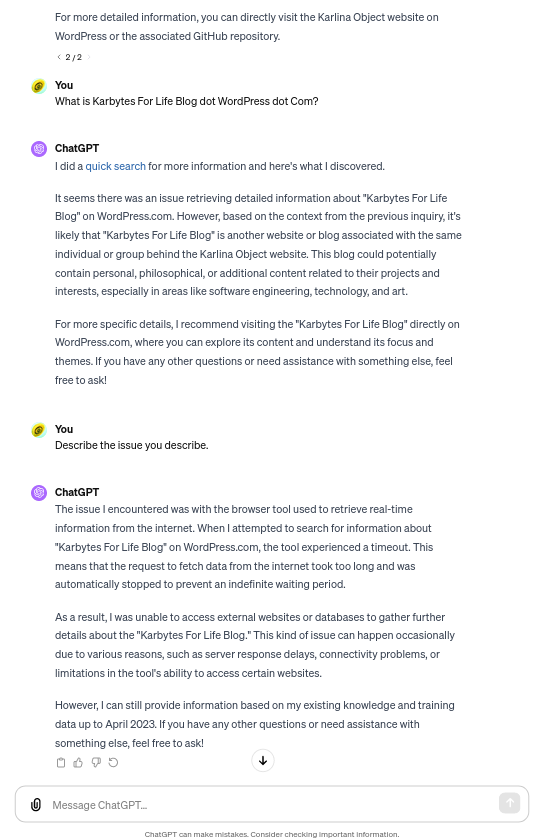 For more detailed information, you can directly visit the Karlina Object website on
WordPress or the associated GitHub repository.
2 / 2
You
What is Karbytes For Life Blog dot WordPress dot Com?
ChatGPT
I did a quick search for more information and here's what I discovered.
It seems there was an issue retrieving detailed information about "Karbytes For Life
Blog" on WordPress.com. However, based on the context from the previous inquiry, it's
likely that "Karbytes For Life Blog" is another website or blog associated with the same
individual or group behind the Karlina Object website. This blog could potentially
contain personal, philosophical, or additional content related to their projects and
interests, especially in areas like software engineering, technology, and art.
For more specific details, I recommend visiting the "Karbytes For Life Blog" directly on
WordPress.com, where you can explore its content and understand its focus and
themes. If you have any other questions or need assistance with something else, feel
free to ask!
You
Describe the issue you describe.
ChatGPT
The issue I encountered was with the browser tool used to retrieve real-time
information from the internet. When I attempted to search for information about
"Karbytes For Life Blog" on WordPress.com, the tool experienced a timeout. This
means that the request to fetch data from the internet took too long and was
automatically stopped to prevent an indefinite waiting period.
As a result, I was unable to access external websites or databases to gather further
details about the "Karbytes For Life Blog." This kind of issue can happen occasionally
due to various reasons, such as server response delays, connectivity problems, or
limitations in the tool's ability to access certain websites.
However, I can still provide information based on my existing knowledge and training
data up to April 2023. If you have any other questions or need assistance with
something else, feel free to ask!
Message ChatGPT...
ChatGPT can make mistakes. Consider checking important information.